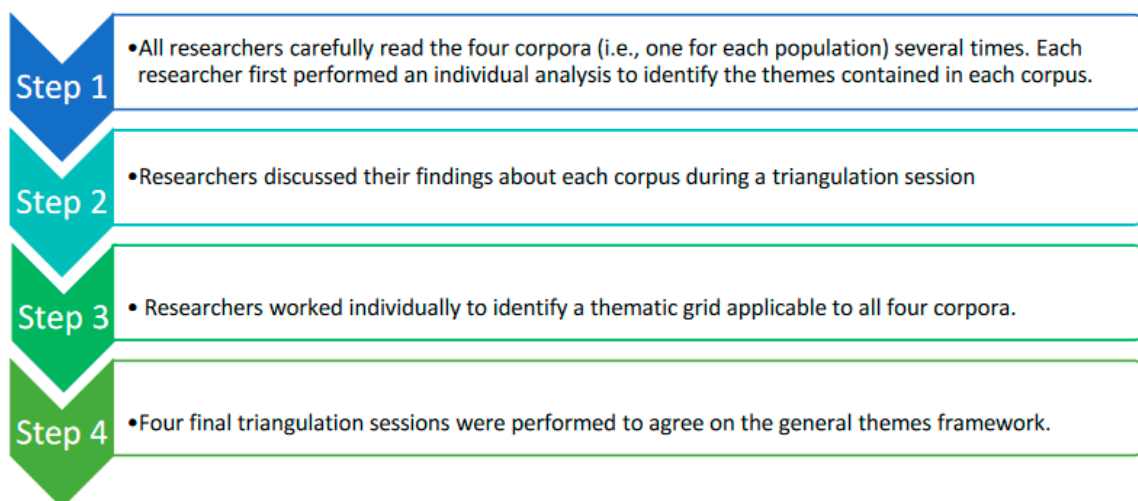 Step 1
•All researchers carefully read the four corpora (i.e., one for each population) several times. Each
researcher first performed an individual analysis to identify the themes contained in each corpus.
Step 2
•Researchers discussed their findings about each corpus during a triangulation session
Step 3
• Researchers worked individually to identify a thematic grid applicable to all four corpora.
Step 4
•Four final triangulation sessions were performed to agree on the general themes framework.